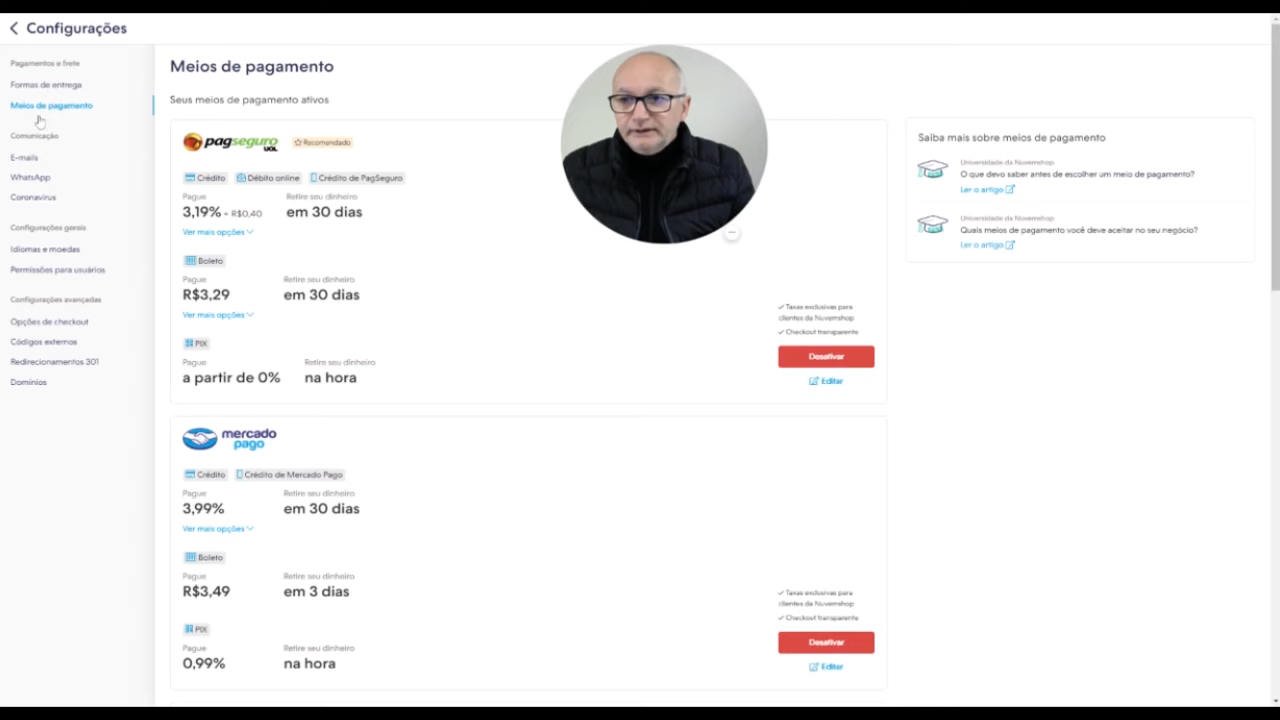 Configurações
Pagamentos e frete
Formas de entrega
Meios de pagamento
Comunicação
E-mails
WhatsApp
Coronavírus
Configurações gerais
Idiomas e moedas
Permissões para usuários
Configurações avançadas
Opções de checkout
Códigos externos
Redirecionamentos 301
Domínios
Meios de pagamento
Seus meios de pagamento ativos
pagseguro UOL
Recomendado
Crédito Débito online Crédito de PagSeguro
Pague Retire seu dinheiro
3,19% + R$0,40 em 30 dias
Ver mais opções
Boleto
Pague Retire seu dinheiro
R$3,29 em 30 dias
Ver mais opções
PIX
Pague Retire seu dinheiro
a partir de 0% na hora
Taxas exclusivas para
clientes da Nuvemshop
Checkout transparente
Desativar
Editar
mercado
pago
Crédito Crédito de Mercado Pago
Pague Retire seu dinheiro
3,99% em 30 dias
Ver mais opções
Boleto
Pague Retire seu dinheiro
R$3,49 em 3 dias
PIX
Pague Retire seu dinheiro
0,99% na hora
Taxas exclusivas para
clientes da Nuvemshop
Checkout transparente
Desativar
Editar
Saiba mais sobre meios de pagamento
Universidade da Nuvemshop
O que devo saber antes de escolher um meio de pagamento?
Ler o artigo
Universidade da Nuvemshop
Quais meios de pagamento você deve aceitar no seu negócio?
Ler o artigo